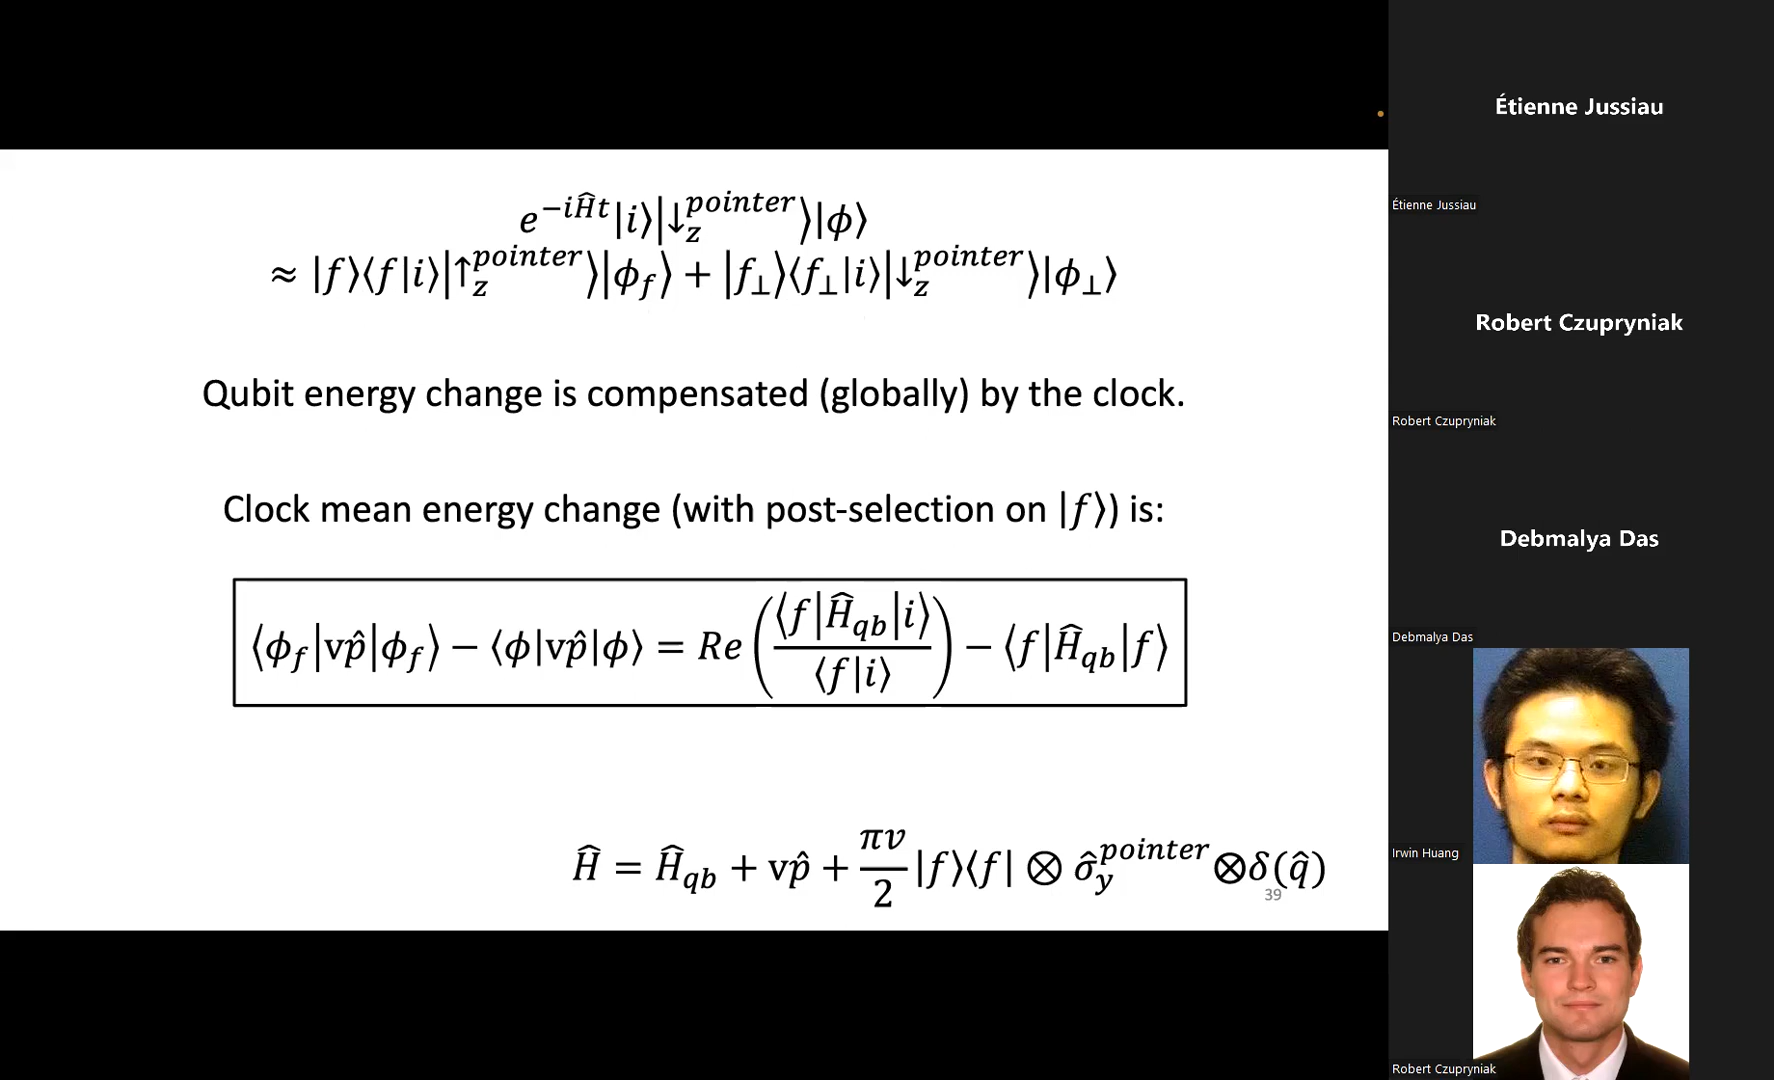 e^{-iĤt}|i⟩|↓_z^{pointer}⟩|ϕ⟩
≈ |f⟩⟨f|i⟩|↑_z^{pointer}⟩|ϕ_f⟩ + |f_⊥⟩⟨f_⊥|i⟩|↓_z^{pointer}⟩|ϕ_⊥⟩
Qubit energy change is compensated (globally) by the clock.
Clock mean energy change (with post-selection on |f⟩) is:
⟨ϕ_f|vp̂|ϕ_f⟩ − ⟨ϕ|vp̂|ϕ⟩ = Re(⟨f|Ĥ_{qb}|i⟩/⟨f|i⟩) − ⟨f|Ĥ_{qb}|f⟩
Ĥ = Ĥ_{qb} + vp̂ + πv/2 |f⟩⟨f| ⊗ σ̂_y^{pointer} ⊗ δ(q̂)
39
Étienne Jussiau
Étienne Jussiau
Robert Czupryniak
Robert Czupryniak
Debmalya Das
Debmalya Das
Irwin Huang
Robert Czupryniak